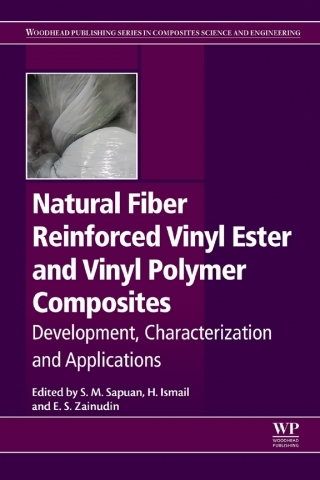 WOODHEAD PUBLISHING SERIES IN COMPOSITES SCIENCE AND ENGINEERING
Natural Fiber
Reinforced Vinyl Ester
and Vinyl Polymer
Composites
Development, Characterization
and Applications
Edited by S. M. Sapuan, H. Ismail
and E. S. Zainudin
WP
WOODHEAD
PUBLISHING